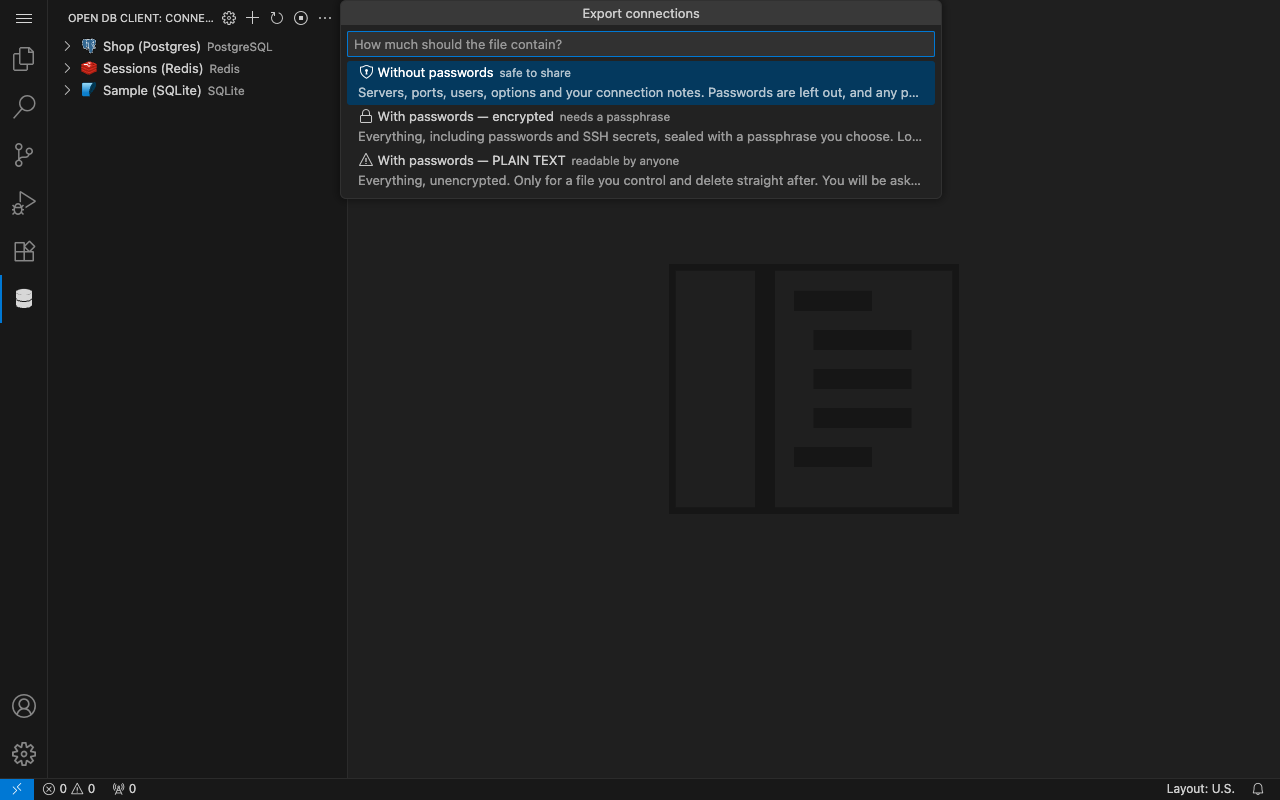 Export connections
OPEN DB CLIENT: CONNE...
How much should the file contain?
Shop (Postgres) PostgreSQL
Sessions (Redis) Redis
Sample (SQLite) SQLite
Without passwords safe to share
Servers, ports, users, options and your connection notes. Passwords are left out, and any p...
With passwords — encrypted needs a passphrase
Everything, including passwords and SSH secrets, sealed with a passphrase you choose. Lo...
With passwords — PLAIN TEXT readable by anyone
Everything, unencrypted. Only for a file you control and delete straight after. You will be ask...
0 0 0
Layout: U.S.